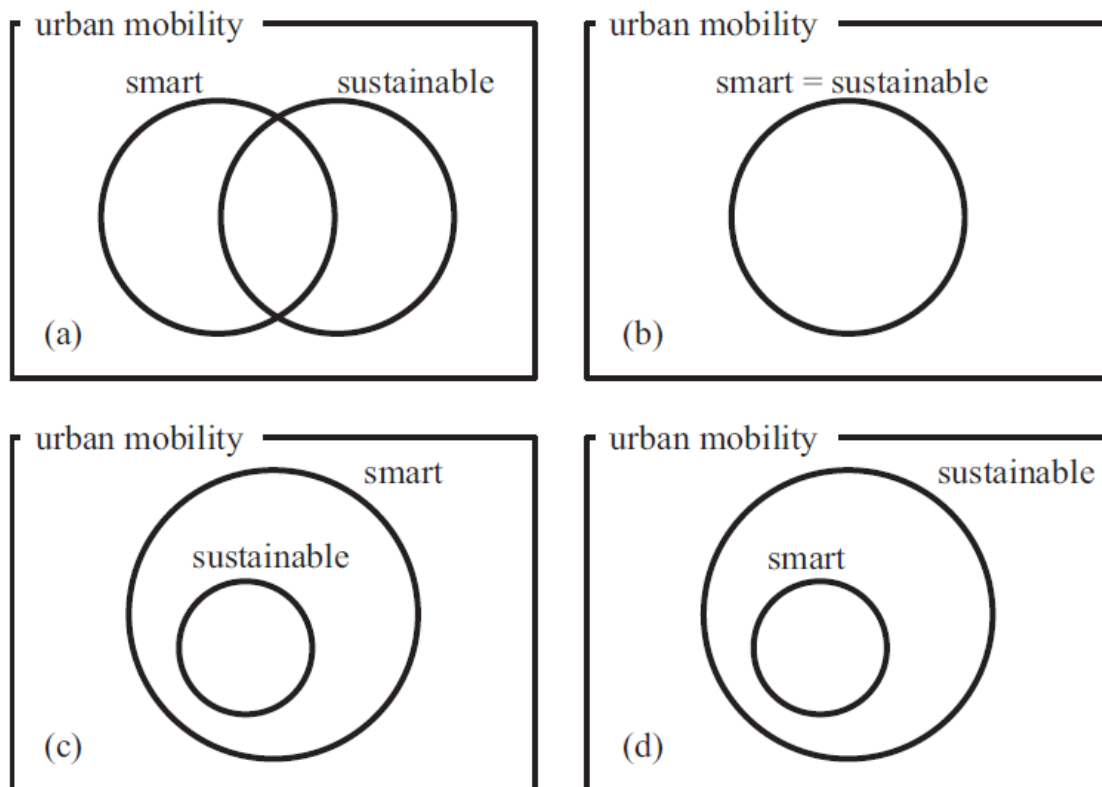 urban mobility
smart
sustainable
(a)
urban mobility
smart = sustainable
(b)
urban mobility
smart
sustainable
(c)
urban mobility
sustainable
smart
(d)